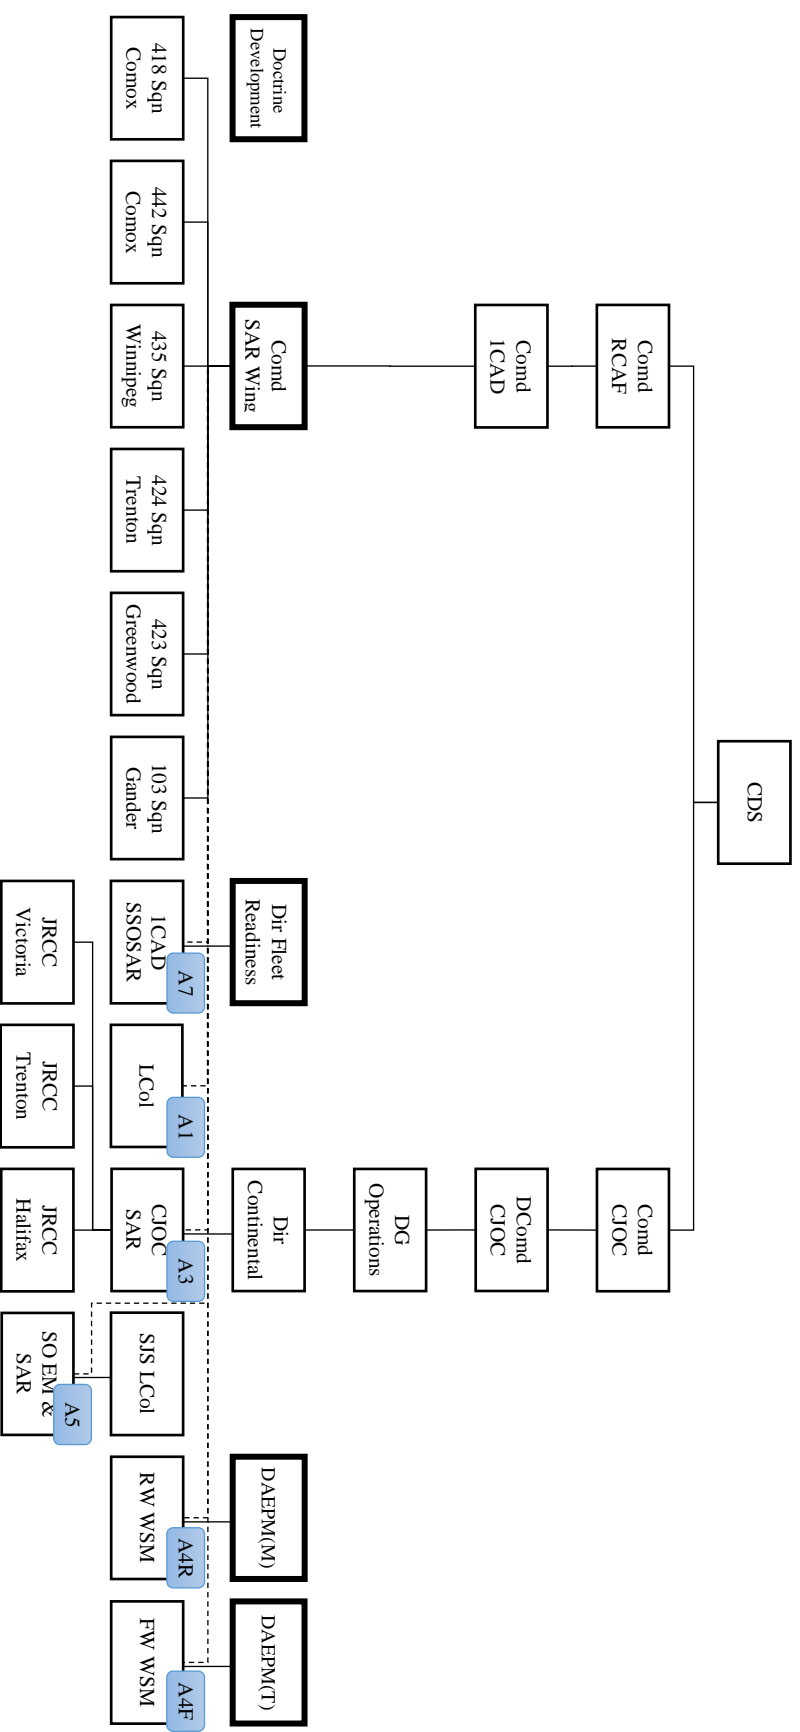 CDS
Comd
RCAF
Comd
CJOC
Comd
1CAD
DComd
CJOC
DG
Operations
Doctrine
Development
Comd
SAR Wing
Dir Fleet
Readiness
Dir
Continental
DAEPM(M)
DAEPM(T)
418 Sqn
Comox
442 Sqn
Comox
435 Sqn
Winnipeg
424 Sqn
Trenton
423 Sqn
Greenwood
103 Sqn
Gander
1CAD
SSOSAR
A7
LCol
A1
CJOC
SAR
A3
SJS LCol
RW WSM
A4R
FW WSM
A4F
JRCC
Victoria
JRCC
Trenton
JRCC
Halifax
SO EM &
SAR
A5